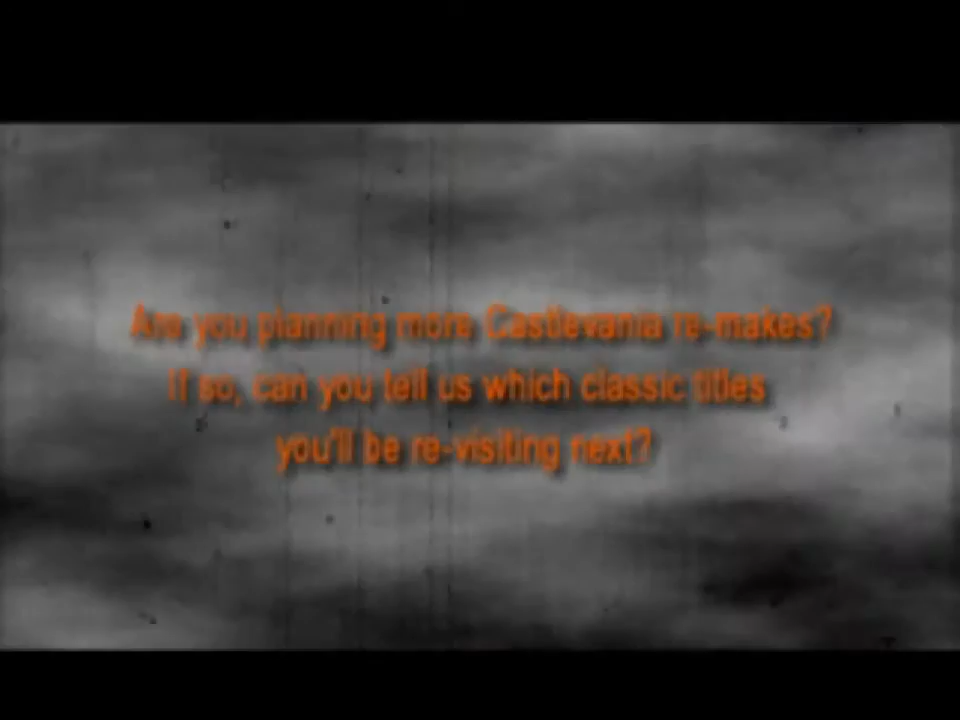 Are you planning more Castlevania re-makes?
If so, can you tell us which classic titles
you'll be re-visiting next?